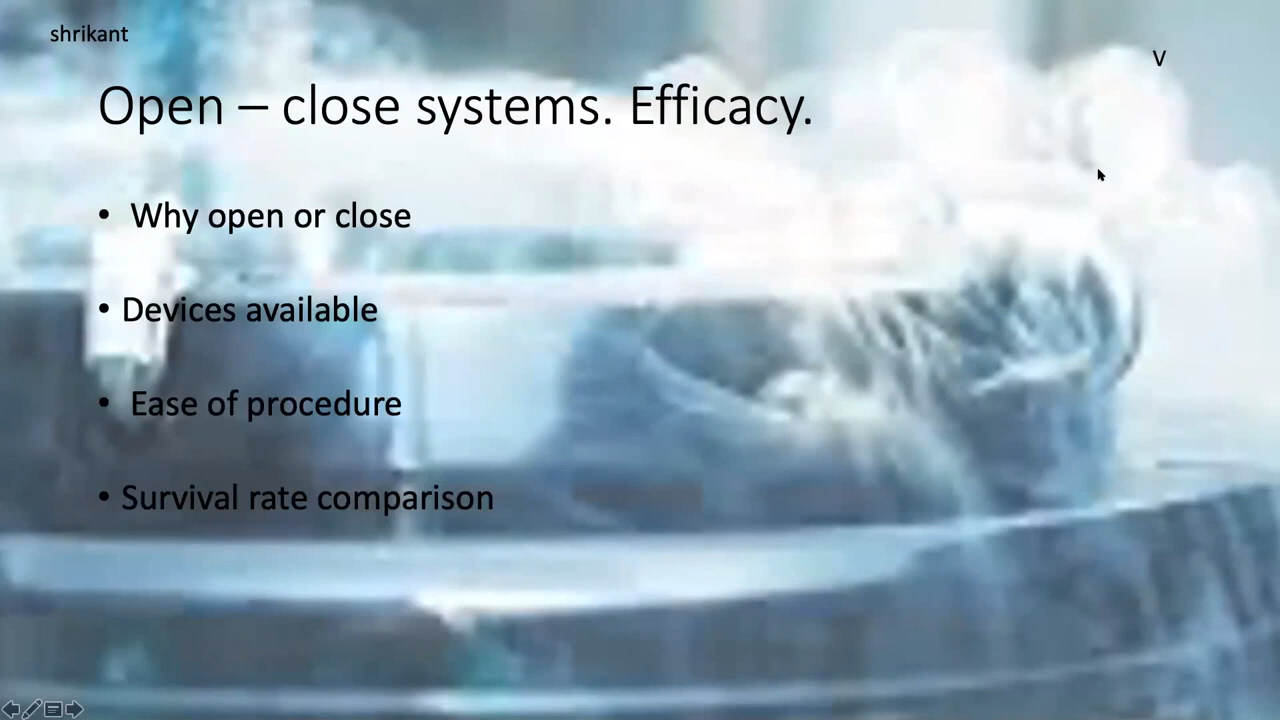 shrikant
V
Open – close systems. Efficacy.
• Why open or close
• Devices available
• Ease of procedure
• Survival rate comparison